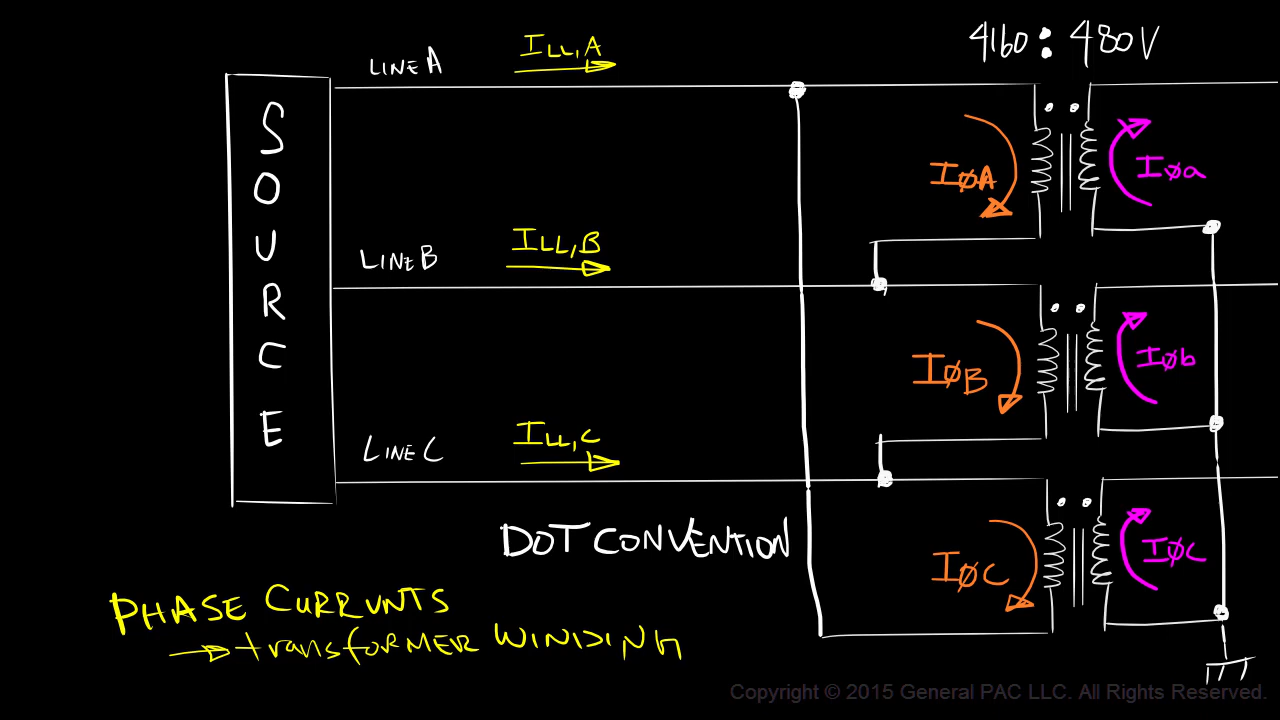 4160 : 480V
LINE A
ILL,A
SOURCE
IØA
IØa
LINE B
ILL,B
IØB
IØb
LINE C
ILL,C
DOT CONVENTION
IØC
IØc
PHASE CURRUNTS
→ transformer WINDING
Copyright © 2015 General PAC LLC. All Rights Reserved.